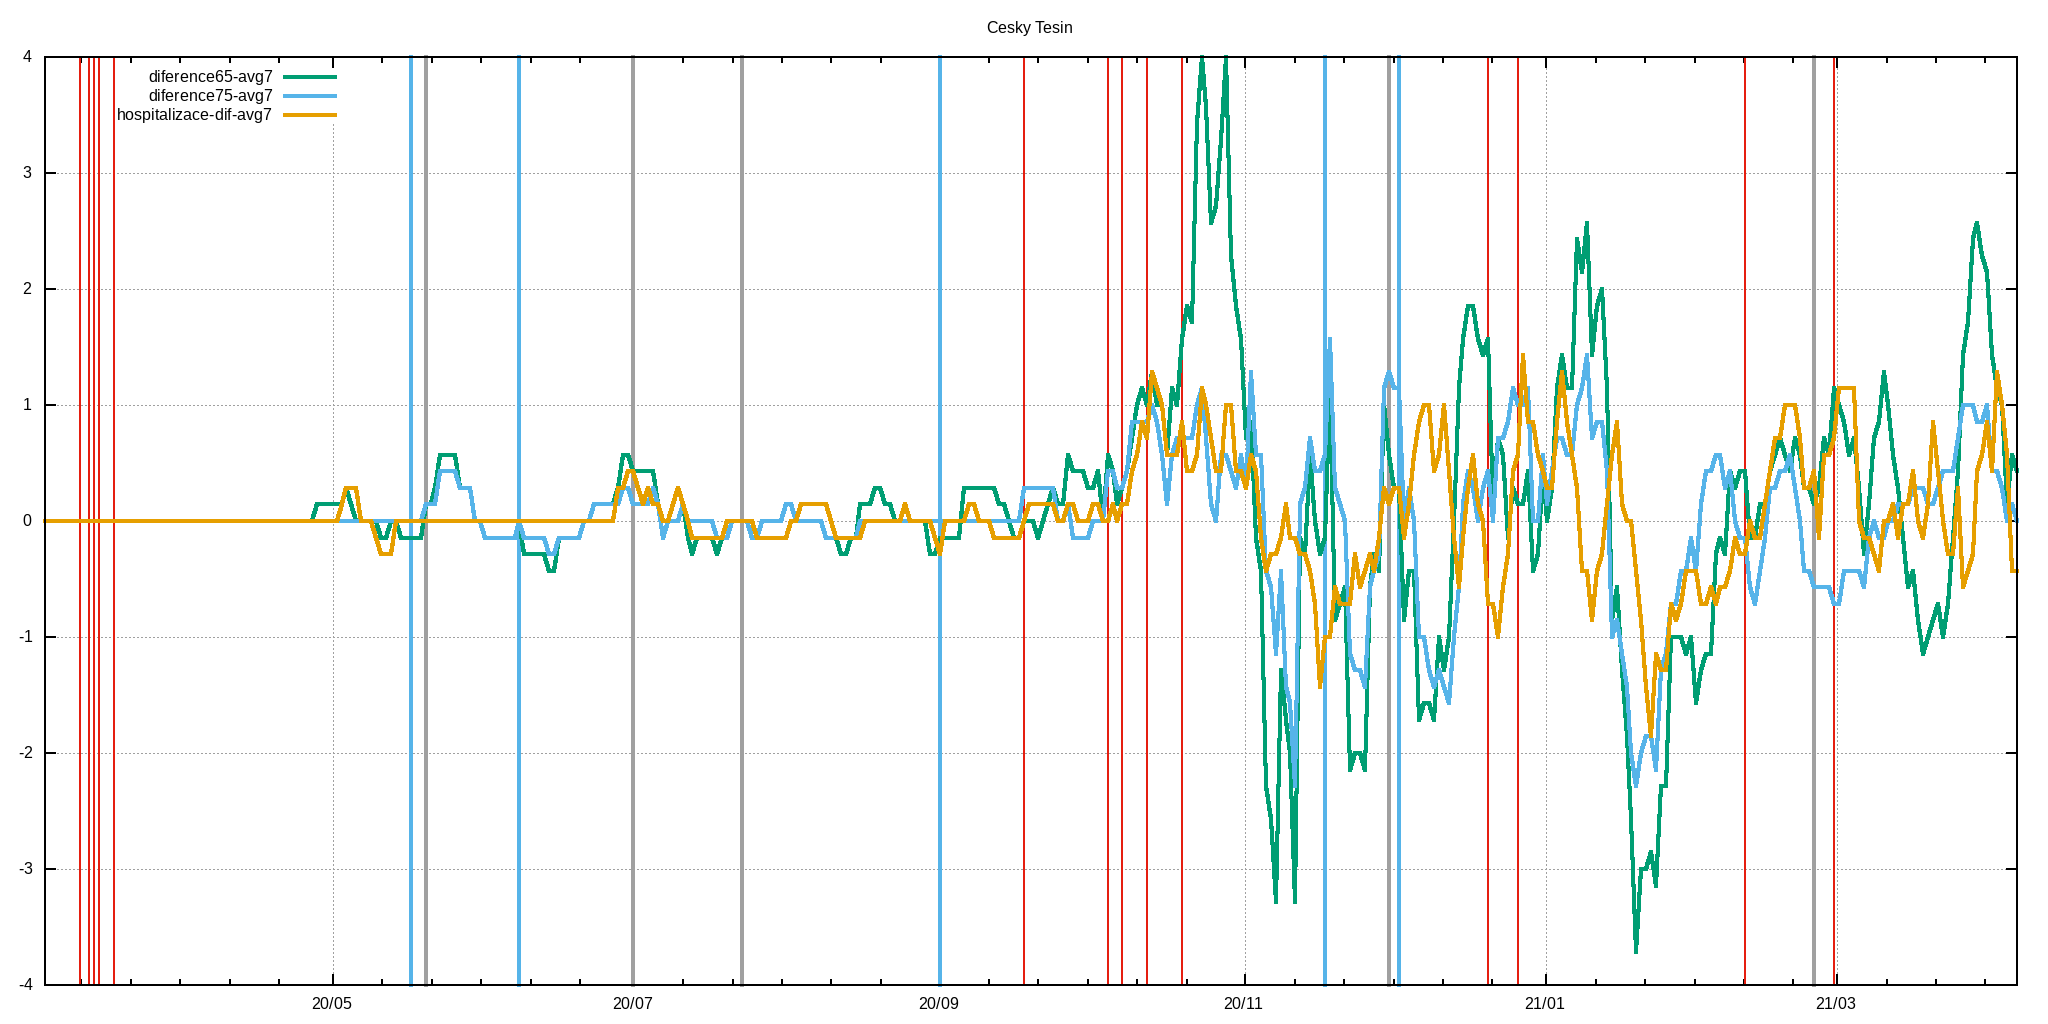 Cesky Tesin
diference65-avg7
diference75-avg7
hospitalizace-dif-avg7
4
3
2
1
0
-1
-2
-3
-4
20/05 20/07 20/09 20/11 21/01 21/03